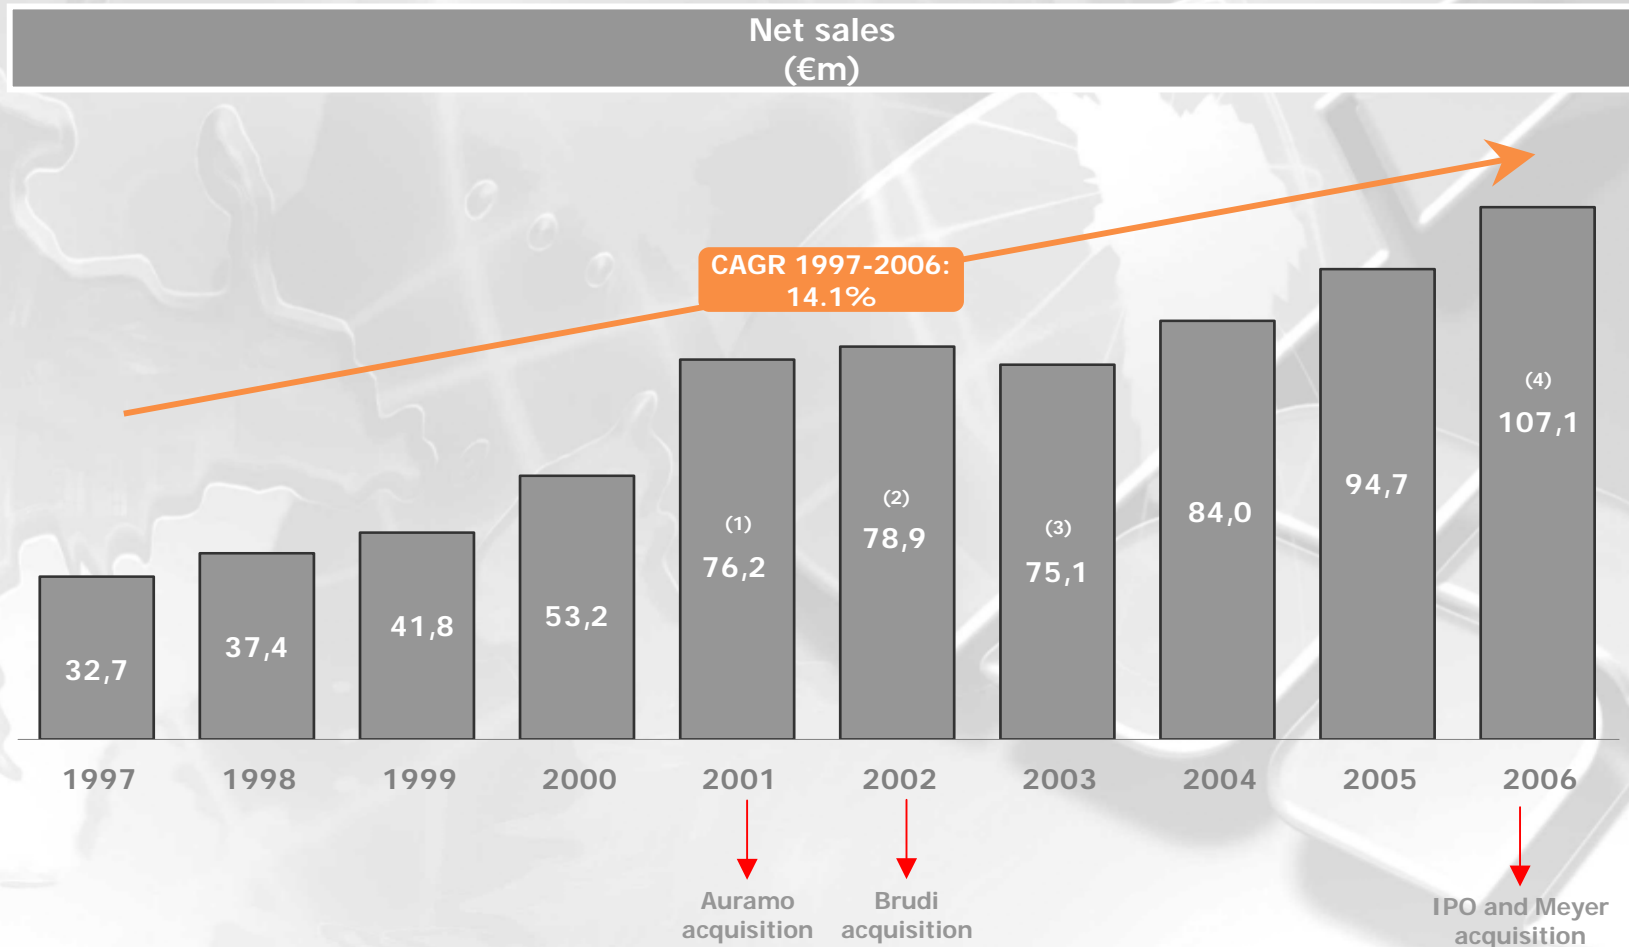 Net sales
(€m)
CAGR 1997-2006:
14.1%
(4)
107,1
94,7
(2)
(1)
84,0
78,9
(3)
76,2
75,1
53,2
41,8
37,4
32,7
1997 1998 1999 2000 2001 2002 2003 2004 2005 2006
Auramo
acquisition
Brudi
acquisition
IPO and Meyer
acquisition